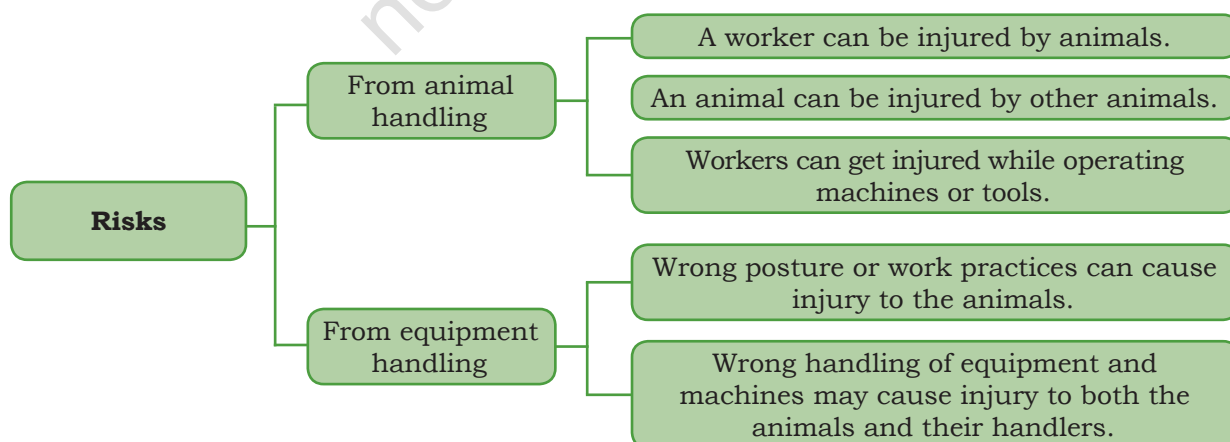 Risks
From animal
handling
A worker can be injured by animals.
An animal can be injured by other animals.
Workers can get injured while operating
machines or tools.
From equipment
handling
Wrong posture or work practices can cause
injury to the animals.
Wrong handling of equipment and
machines may cause injury to both the
animals and their handlers.